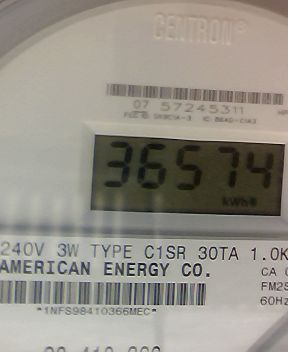 CENTRON®
07 57245311
36574
kWh
240V 3W TYPE C1SR 30TA 1.0K
AMERICAN ENERGY CO.
CA
FM2S
60Hz
*1NFS98410366MEC*